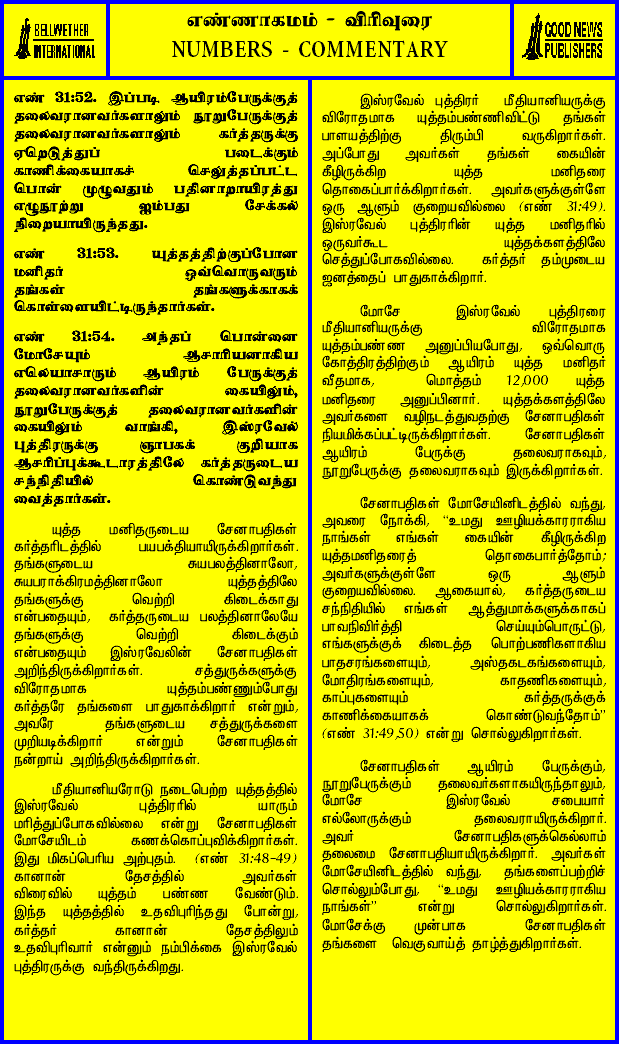 BELLWETHER
INTERNATIONAL
எண்ணாகமம் - விரிவுரை
NUMBERS - COMMENTARY
GOOD NEWS
PUBLISHERS
எண் 31:52. இப்படி ஆயிரம்பேருக்குத்
தலைவரானவர்களாலும் நூறுபேருக்குத்
தலைவரானவர்களாலும் கர்த்தருக்கு
ஏறெடுத்துப் படைக்கும்
காணிக்கையாகச் செலுத்தப்பட்ட
பொன் முழுவதும் பதினாறாயிரத்து
எழுநூற்று ஐம்பது சேக்கல்
நிறையாயிருந்தது.
எண் 31:53. யுத்தத்திற்குப்போன
மனிதர் ஒவ்வொருவரும்
தங்கள் தங்களுக்காகக்
கொள்ளையிட்டிருந்தார்கள்.
எண் 31:54. அந்தப் பொன்னை
மோசேயும் ஆசாரியனாகிய
எலெயாசாரும் ஆயிரம் பேருக்குத்
தலைவரானவர்களின் கையிலும்,
நூறுபேருக்குத் தலைவரானவர்களின்
கையிலும் வாங்கி, இஸ்ரவேல்
புத்திரருக்கு ஞாபகக் குறியாக
ஆசரிப்புக்கூடாரத்திலே கர்த்தருடைய
சந்நிதியில் கொண்டுவந்து
வைத்தார்கள்.
யுத்த மனிதருடைய சேனாபதிகள்
கர்த்தரிடத்தில் பயபக்தியாயிருக்கிறார்கள்.
தங்களுடைய சுயபலத்தினாலோ,
சுயபராக்கிரமத்தினாலோ யுத்தத்திலே
தங்களுக்கு வெற்றி கிடைக்காது
என்பதையும், கர்த்தருடைய பலத்தினாலேயே
தங்களுக்கு வெற்றி கிடைக்கும்
என்பதையும் இஸ்ரவேலின் சேனாபதிகள்
அறிந்திருக்கிறார்கள். சத்துருக்களுக்கு
விரோதமாக யுத்தம்பண்ணும்போது
கர்த்தரே தங்களை பாதுகாக்கிறார் என்றும்,
அவரே தங்களுடைய சத்துருக்களை
முறியடிக்கிறார் என்றும் சேனாபதிகள்
நன்றாய் அறிந்திருக்கிறார்கள்.
மீதியானியரோடு நடைபெற்ற யுத்தத்தில்
இஸ்ரவேல் புத்திரரில் யாரும்
மரித்துப்போகவில்லை என்று சேனாபதிகள்
மோசேயிடம் கணக்கொப்புவிக்கிறார்கள்.
இது மிகப்பெரிய அற்புதம். (எண் 31:48-49)
கானான் தேசத்தில் அவர்கள்
விரைவில் யுத்தம் பண்ண வேண்டும்.
இந்த யுத்தத்தில் உதவிபுரிந்தது போன்று,
கர்த்தர் கானான் தேசத்திலும்
உதவிபுரிவார் என்னும் நம்பிக்கை இஸ்ரவேல்
புத்திரருக்கு வந்திருக்கிறது.
இஸ்ரவேல் புத்திரர் மீதியானியருக்கு
விரோதமாக யுத்தம்பண்ணிவிட்டு தங்கள்
பாளயத்திற்கு திரும்பி வருகிறார்கள்.
அப்போது அவர்கள் தங்கள் கையின்
கீழிருக்கிற யுத்த மனிதரை
தொகைப்பார்க்கிறார்கள். அவர்களுக்குள்ளே
ஒரு ஆளும் குறையவில்லை (எண் 31:49).
இஸ்ரவேல் புத்திரரின் யுத்த மனிதரில்
ஒருவர்கூட யுத்தக்களத்திலே
செத்துப்போகவில்லை. கர்த்தர் தம்முடைய
ஜனத்தைப் பாதுகாக்கிறார்.
மோசே இஸ்ரவேல் புத்திரரை
மீதியானியருக்கு விரோதமாக
யுத்தம்பண்ண அனுப்பியபோது, ஒவ்வொரு
கோத்திரத்திற்கும் ஆயிரம் யுத்த மனிதர்
வீதமாக, மொத்தம் 12,000 யுத்த
மனிதரை அனுப்பினார். யுத்தக்களத்திலே
அவர்களை வழிநடத்துவதற்கு சேனாபதிகள்
நியமிக்கப்பட்டிருக்கிறார்கள். சேனாபதிகள்
ஆயிரம் பேருக்கு தலைவராகவும்,
நூறுபேருக்கு தலைவராகவும் இருக்கிறார்கள்.
சேனாபதிகள் மோசேயினிடத்தில் வந்து,
அவரை நோக்கி, “உமது ஊழியக்காரராகிய
நாங்கள் எங்கள் கையின் கீழிருக்கிற
யுத்தமனிதரைத் தொகைபார்த்தோம்;
அவர்களுக்குள்ளே ஒரு ஆளும்
குறையவில்லை. ஆகையால், கர்த்தருடைய
சந்நிதியில் எங்கள் ஆத்துமாக்களுக்காகப்
பாவநிவிர்த்தி செய்யும்பொருட்டு,
எங்களுக்குக் கிடைத்த பொற்பணிகளாகிய
பாதசரங்களையும், அஸ்தகடகங்களையும்,
மோதிரங்களையும், காதணிகளையும்,
காப்புகளையும் கர்த்தருக்குக்
காணிக்கையாகக் கொண்டுவந்தோம்”
(எண் 31:49,50) என்று சொல்லுகிறார்கள்.
சேனாபதிகள் ஆயிரம் பேருக்கும்,
நூறுபேருக்கும் தலைவர்களாகயிருந்தாலும்,
மோசே இஸ்ரவேல் சபையார்
எல்லோருக்கும் தலைவராயிருக்கிறார்.
அவர் சேனாபதிகளுக்கெல்லாம்
தலைமை சேனாபதியாயிருக்கிறார். அவர்கள்
மோசேயினிடத்தில் வந்து, தங்களைப்பற்றிச்
சொல்லும்போது, “உமது ஊழியக்காரராகிய
நாங்கள்” என்று சொல்லுகிறார்கள்.
மோசேக்கு முன்பாக சேனாபதிகள்
தங்களை வெகுவாய்த் தாழ்த்துகிறார்கள்.